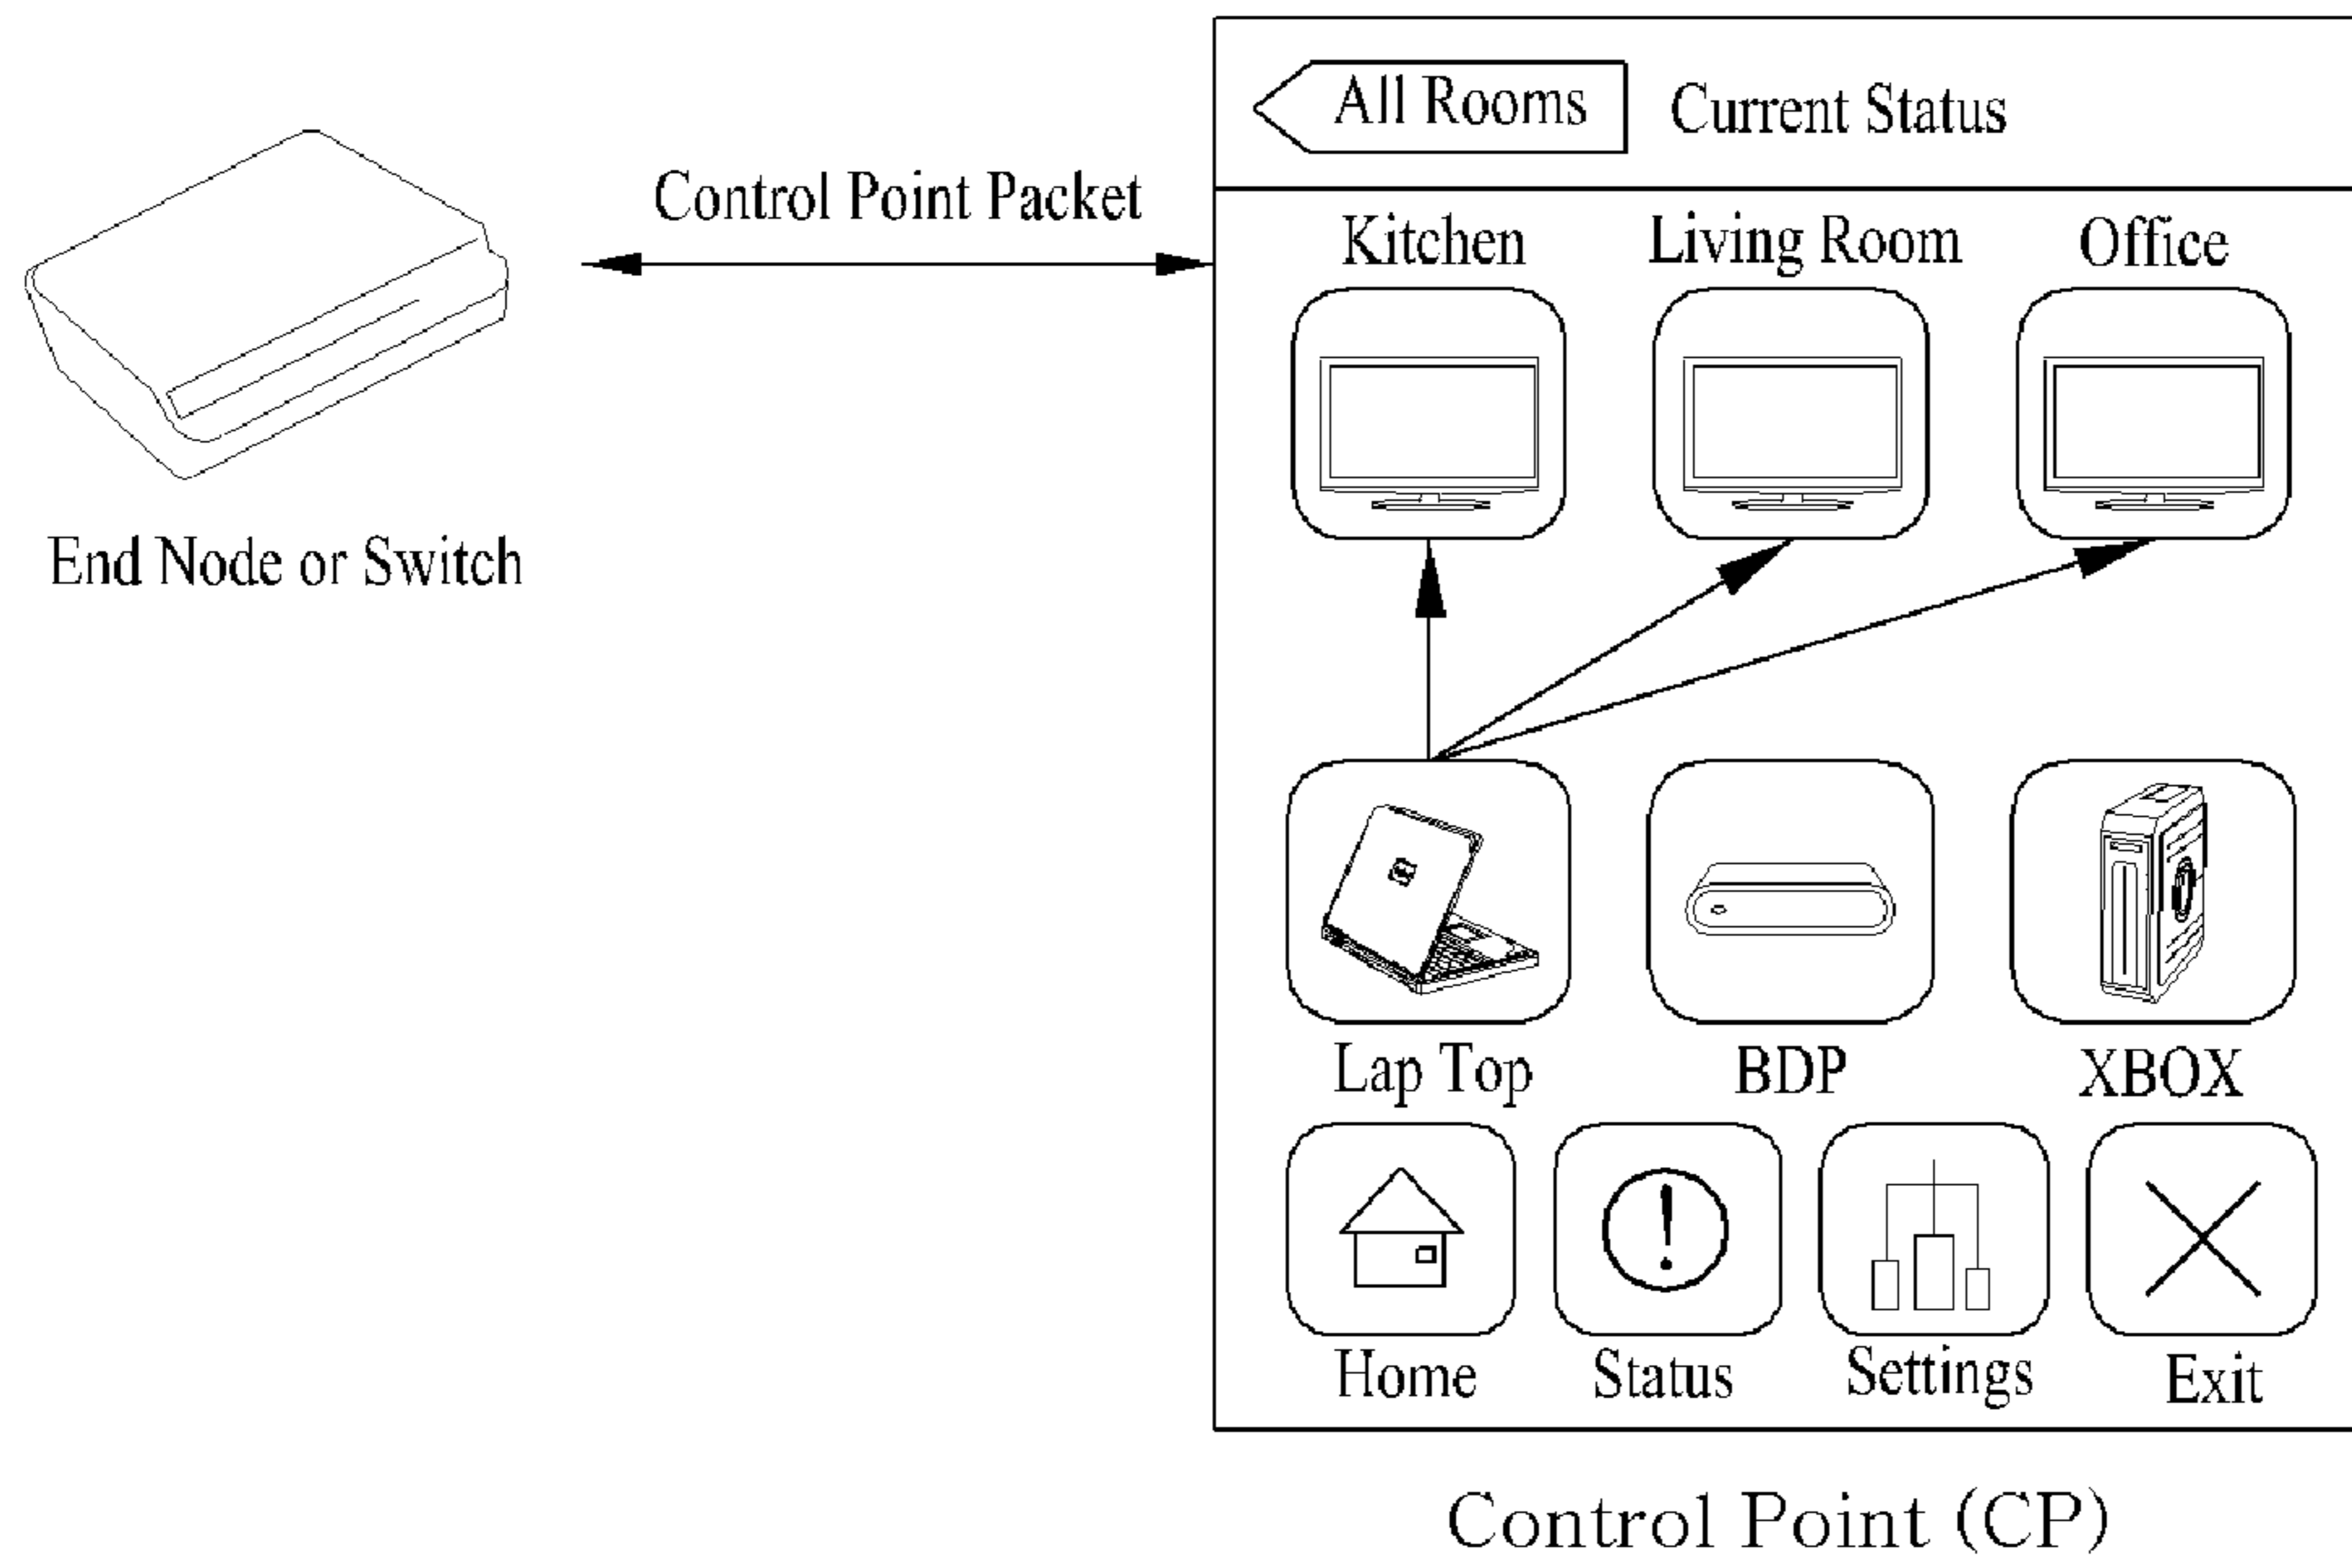 All Rooms Current Status
Control Point Packet
Kitchen Living Room Office
End Node or Switch
Lap Top BDP XBOX
Home Status Settings Exit
Control Point (CP)